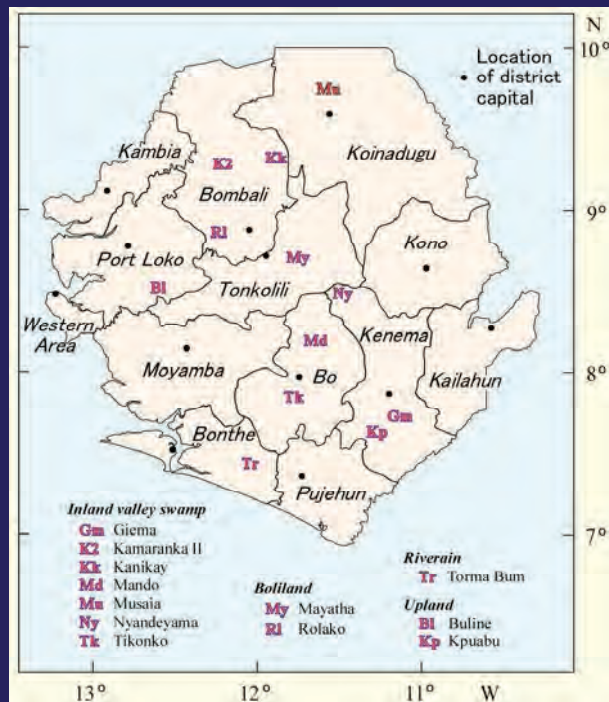 N
10°
Location
of district
capital
Mu
Kambia
Koinadugu
K2
Kk
Bombali
9°
Rl
Kono
Port Loko
My
Bl
Tonkolili
Ny
Western
Area
Kenema
Md
Moyamba
Bo
Kailahun
8°
Tk
Gm
Kp
Bonthe
Tr
Pujehun
7°
Inland valley swamp
Gm Giema
K2 Kamaranka II
Kk Kanikay
Md Mando
Mu Musaia
Ny Nyandeyama
Tk Tikonko
Boliland
My Mayatha
Rl Rolako
Riverain
Tr Torma Bum
Upland
Bl Buline
Kp Kpuabu
13° 12° 11° W